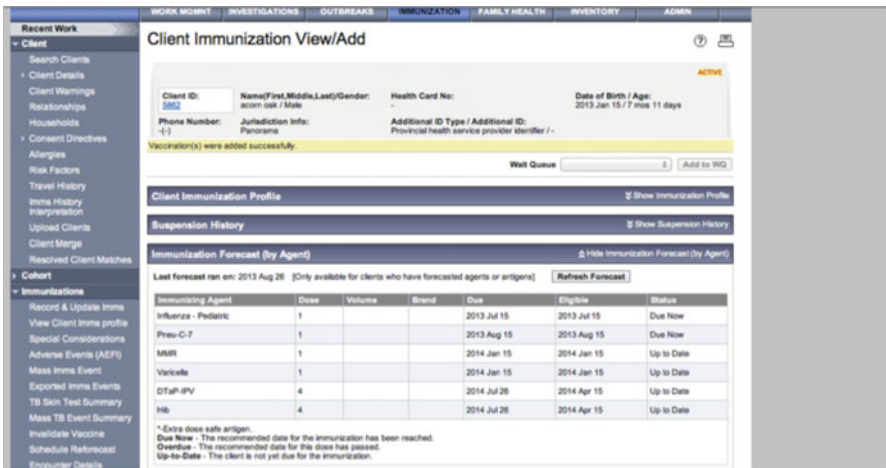 WORK MGMNT INVESTIGATIONS OUTBREAKS IMMUNIZATION FAMILY HEALTH INVENTORY ADMIN
Recent Work
Client
Search Clients
Client Details
Client Warnings
Relationships
Households
Consent Directives
Allergies
Risk Factors
Travel History
Imms History
Interpretation
Upload Clients
Client Merge
Resolved Client Matches
Cohort
Immunizations
Record & Update Imms
View Client Imms profile
Special Considerations
Adverse Events (AEFI)
Mass Imms Event
Exported Imms Events
TB Skin Test Summary
Mass TB Event Summary
Invalidate Vaccine
Schedule Reforecast
Encounter Details
Client Immunization View/Add
ACTIVE
Client ID: Name(First,Middle,Last)/Gender: Health Card No: Date of Birth / Age:
5862 acorn oak / Male - 2013 Jan 15 / 7 mos 11 days
Phone Number: Jurisdiction Info: Additional ID Type / Additional ID:
-(-) Panorama Provincial health service provider identifier / -
Vaccination(s) were added successfully.
Wait Queue Add to WQ
Client Immunization Profile Show Immunization Profile
Suspension History Show Suspension History
Immunization Forecast (by Agent) Hide Immunization Forecast (by Agent)
Last forecast ran on: 2013 Aug 26 [Only available for clients who have forecasted agents or antigens] Refresh Forecast
Immunizing Agent Dose Volume Brand Due Eligible Status
Influenza - Pediatric 1 2013 Jul 15 2013 Jul 15 Due Now
Pneu-C-7 1 2013 Aug 15 2013 Aug 15 Due Now
MMR 1 2014 Jan 15 2014 Jan 15 Up to Date
Varicella 1 2014 Jan 15 2014 Jan 15 Up to Date
DTaP-IPV 4 2014 Jul 26 2014 Apr 15 Up to Date
Hib 4 2014 Jul 26 2014 Apr 15 Up to Date
*-Extra dose safe antigen.
Due Now - The recommended date for the immunization has been reached.
Overdue - The recommended date for this dose has passed.
Up-to-Date - The client is not yet due for the immunization.